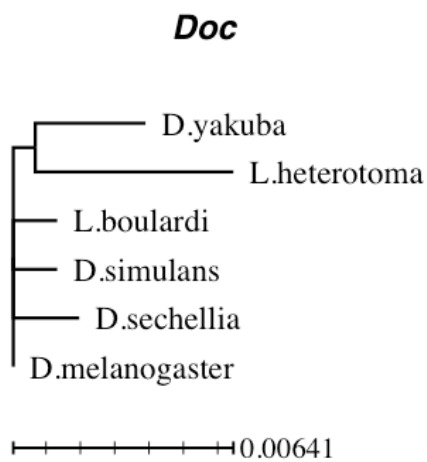 Doc
D.yakuba
L.heterotoma
L.boulardi
D.simulans
D.sechellia
D.melanogaster
0.00641